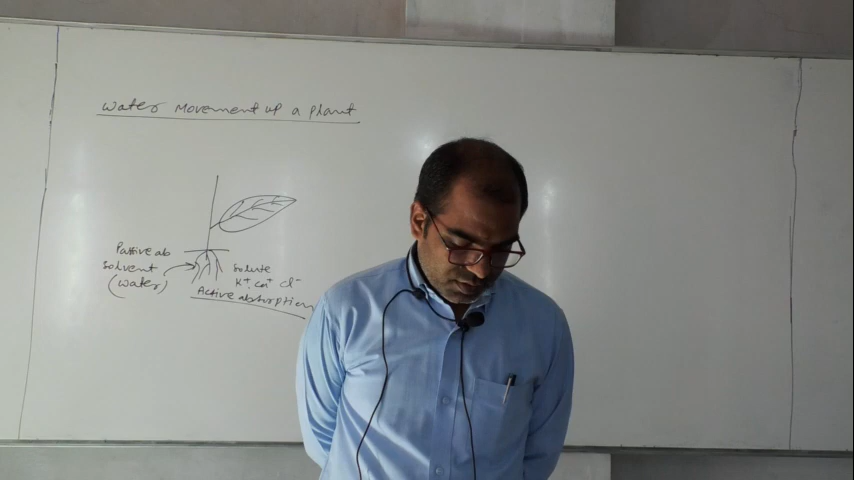 Water Movement up a plant
Passive ab
Solvent
(water)
Solute
K+, Ca+ Cl-
Active absorption